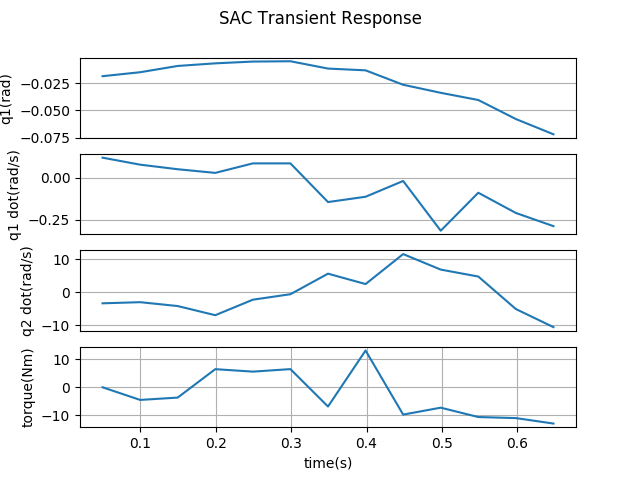 SAC Transient Response
q1(rad)
−0.025
−0.050
−0.075
q1 dot(rad/s)
0.00
−0.25
q2 dot(rad/s)
10
0
−10
torque(Nm)
10
0
−10
0.1 0.2 0.3 0.4 0.5 0.6
time(s)